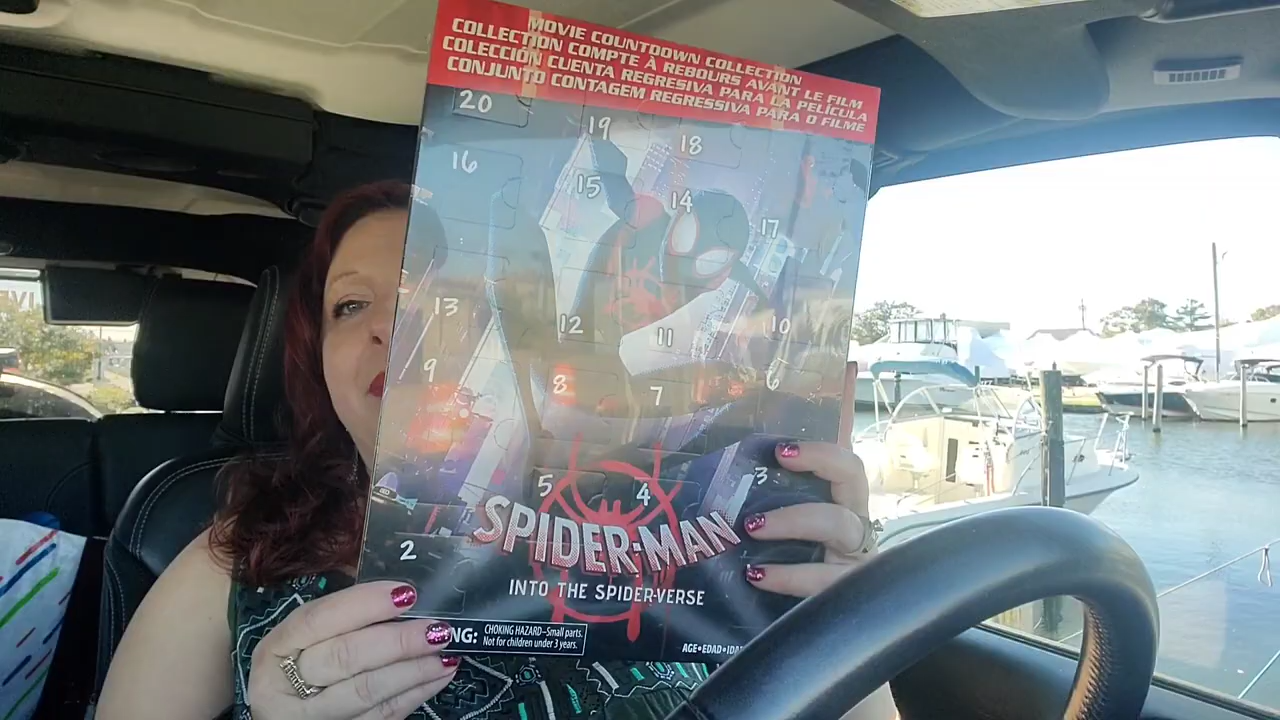 MOVIE COUNTDOWN COLLECTION
COLLECTION COMPTE À REBOURS AVANT LE FILM
COLECCIÓN CUENTA REGRESIVA PARA LA PELÍCULA
CONJUNTO CONTAGEM REGRESSIVA PARA O FILME
20
19
18
16
15
14
17
13
12
11
10
9
8
7
6
5
4
3
2
SPIDER-MAN
INTO THE SPIDER-VERSE
CHOKING HAZARD–Small parts.
Not for children under 3 years.
AGE•EDAD